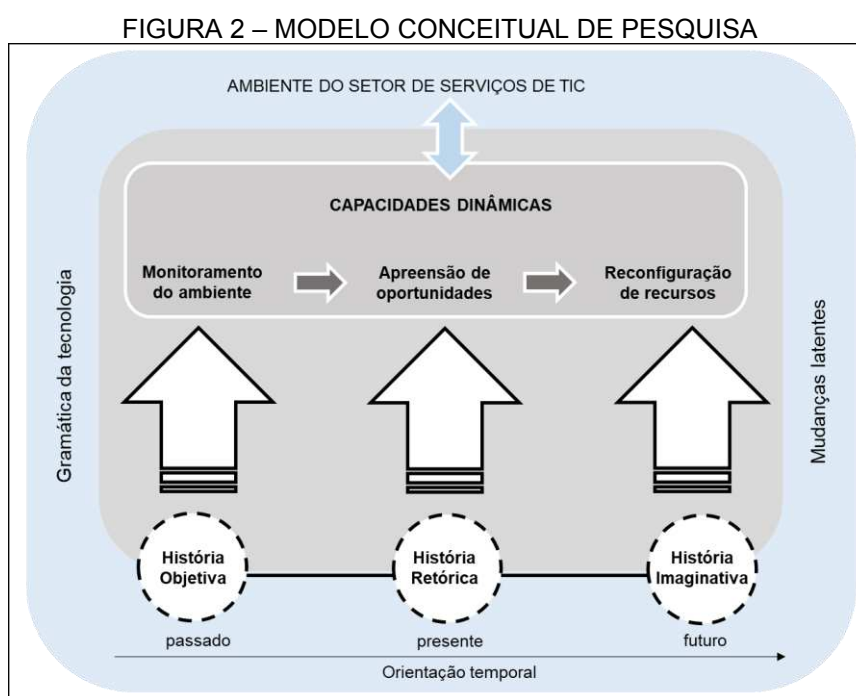 FIGURA 2 – MODELO CONCEITUAL DE PESQUISA
AMBIENTE DO SETOR DE SERVIÇOS DE TIC
CAPACIDADES DINÂMICAS
Monitoramento
do ambiente
Apreensão de
oportunidades
Reconfiguração
de recursos
Gramática da tecnologia
Mudanças latentes
História
Objetiva
História
Retórica
História
Imaginativa
passado
presente
futuro
Orientação temporal